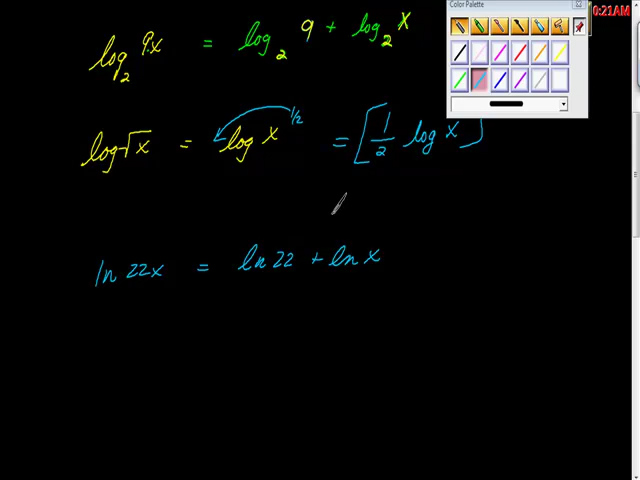 Color Palette
0:21AM
log₂ 9x = log₂ 9 + log₂ x
log √x = log x^1/2 = [1/2 log x]
ln 22x = ln 22 + ln x